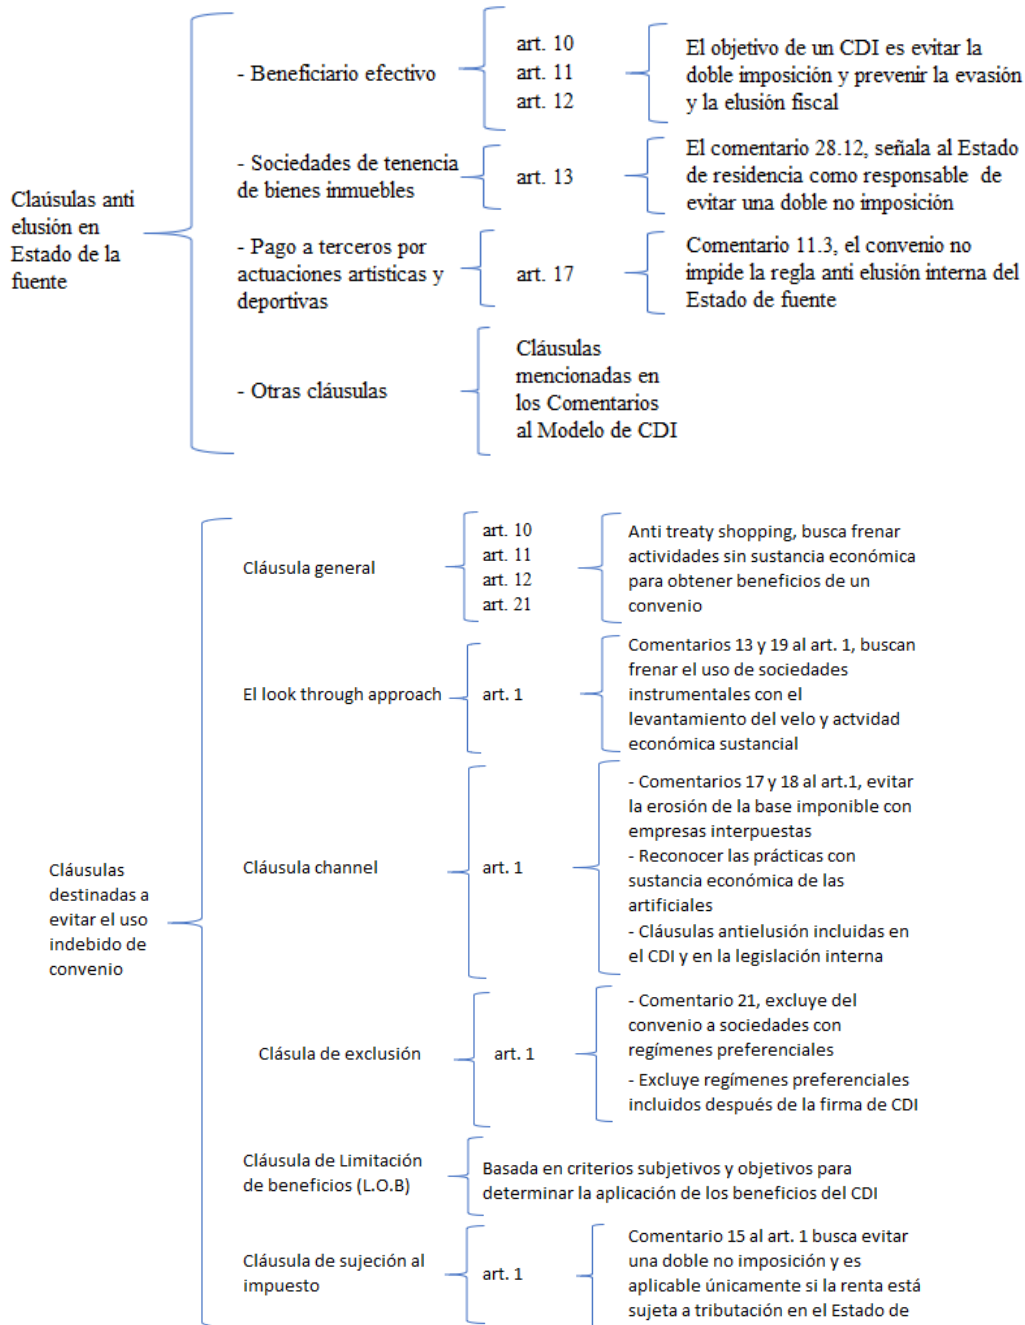 Claúsulas anti
elusión en
Estado de la
fuente
- Beneficiario efectivo
art. 10
art. 11
art. 12
El objetivo de un CDI es evitar la
doble imposición y prevenir la evasión
y la elusión fiscal
- Sociedades de tenencia
de bienes inmuebles
art. 13
El comentario 28.12, señala al Estado
de residencia como responsable de
evitar una doble no imposición
- Pago a terceros por
actuaciones artísticas y
deportivas
art. 17
Comentario 11.3, el convenio no
impide la regla anti elusión interna del
Estado de fuente
- Otras cláusulas
Cláusulas
mencionadas en
los Comentarios
al Modelo de CDI
Cláusulas
destinadas a
evitar el uso
indebido de
convenio
Cláusula general
art. 10
art. 11
art. 12
art. 21
Anti treaty shopping, busca frenar
actividades sin sustancia económica
para obtener beneficios de un
convenio
El look through approach
art. 1
Comentarios 13 y 19 al art. 1, buscan
frenar el uso de sociedades
instrumentales con el
levantamiento del velo y actvidad
económica sustancial
Cláusula channel
art. 1
- Comentarios 17 y 18 al art.1, evitar
la erosión de la base imponible con
empresas interpuestas
- Reconocer las prácticas con
sustancia económica de las
artificiales
- Cláusulas antielusión incluidas en
el CDI y en la legislación interna
Clásula de exclusión
art. 1
- Comentario 21, excluye del
convenio a sociedades con
regímenes preferenciales
- Excluye regímenes preferenciales
incluidos después de la firma de CDI
Cláusula de Limitación
de beneficios (L.O.B)
Basada en criterios subjetivos y objetivos para
determinar la aplicación de los beneficios del CDI
Cláusula de sujeción al
impuesto
art. 1
Comentario 15 al art. 1 busca evitar
una doble no imposición y es
aplicable únicamente si la renta está
sujeta a tributación en el Estado de